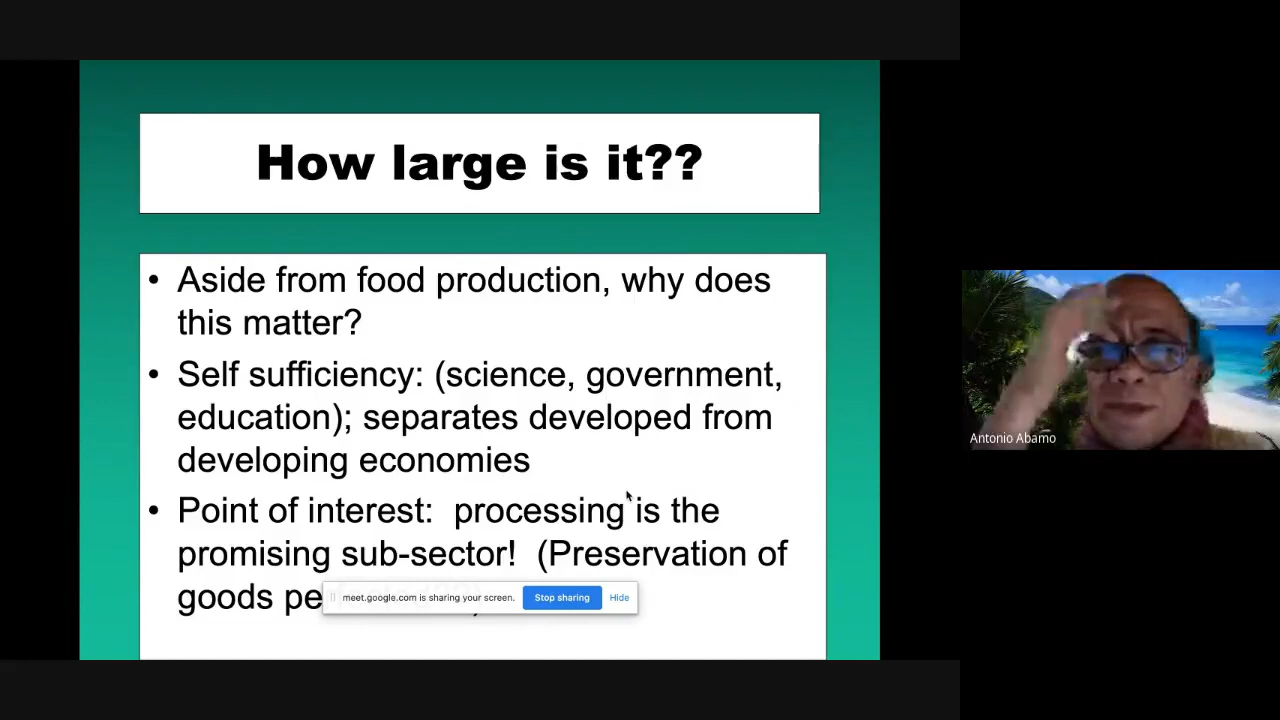 How large is it??
• Aside from food production, why does
this matter?
• Self sufficiency: (science, government,
education); separates developed from
developing economies
• Point of interest: processing is the
promising sub-sector! (Preservation of
goods
meet.google.com is sharing your screen. Stop sharing Hide
Antonio Abamo